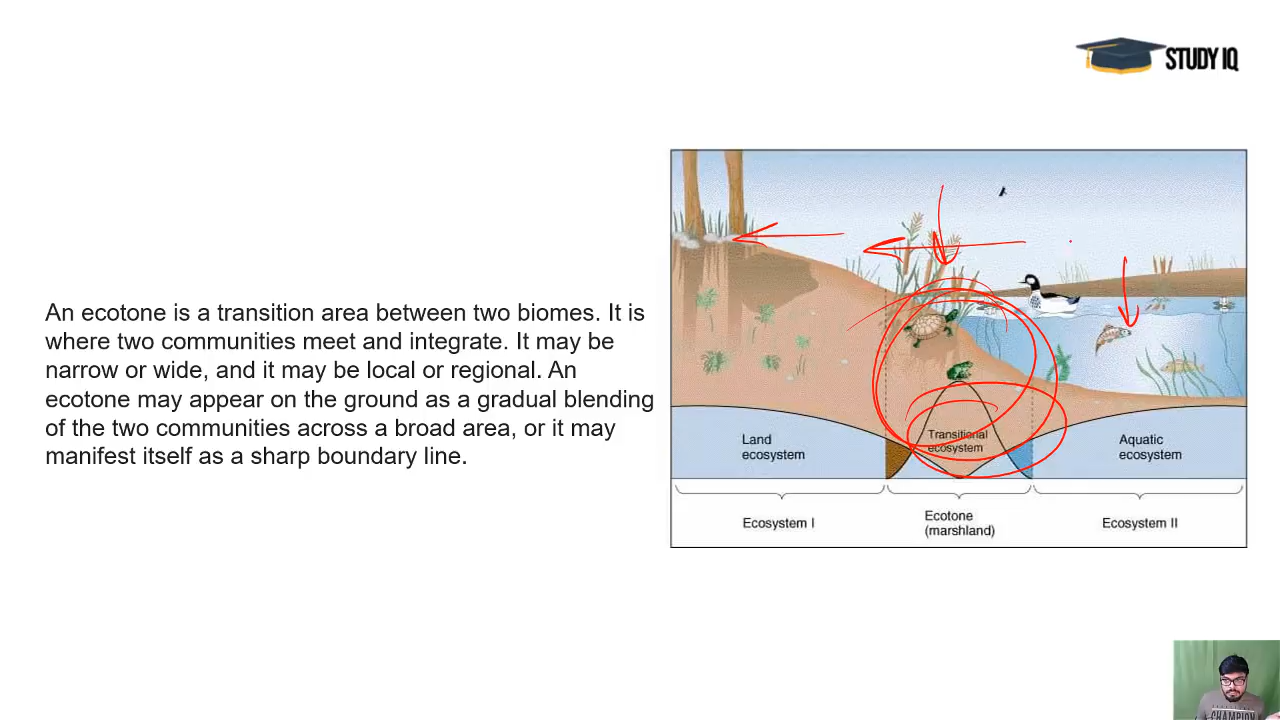 STUDY IQ
An ecotone is a transition area between two biomes. It is
where two communities meet and integrate. It may be
narrow or wide, and it may be local or regional. An
ecotone may appear on the ground as a gradual blending
of the two communities across a broad area, or it may
manifest itself as a sharp boundary line.
Land
ecosystem
Transitional
ecosystem
Aquatic
ecosystem
Ecosystem I
Ecotone
(marshland)
Ecosystem II
CHAMPION